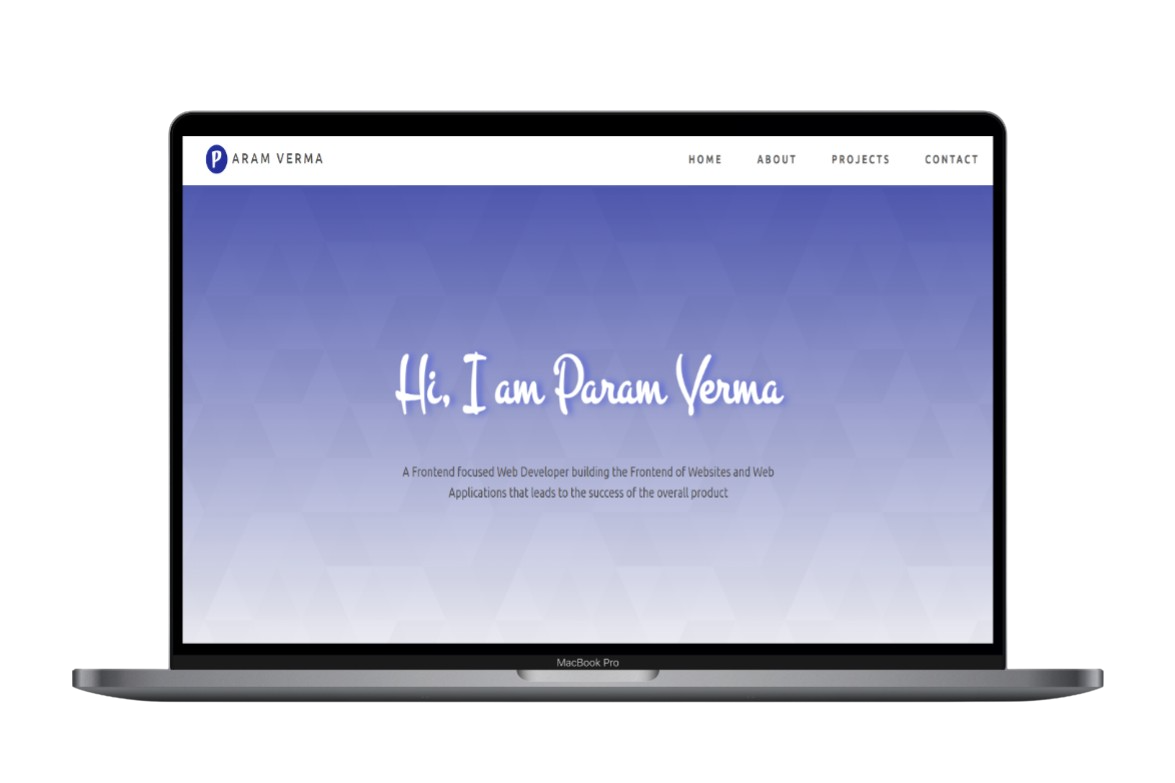 P ARAM VERMA HOME ABOUT PROJECTS CONTACT
Hi, I am Param Verma
A Frontend focused Web Developer building the Frontend of Websites and Web
Applications that leads to the success of the overall product
MacBook Pro